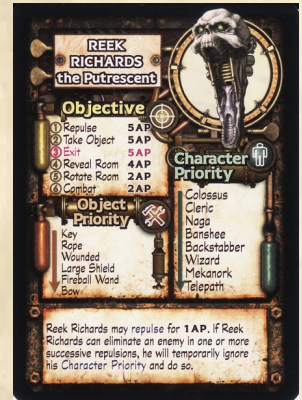 REEK
RICHARDS
the Putrescent
Objective
1 Repulse 5AP
2 Take Object 5AP
3 Exit 5AP
4 Reveal Room 4AP
5 Rotate Room 2AP
6 Combat 2AP
Character
Priority
Colossus
Cleric
Naga
Banshee
Backstabber
Wizard
Mekanork
Telepath
Object
Priority
Key
Rope
Wounded
Large Shield
Fireball Wand
Bow
Reek Richards may repulse for 1AP. If Reek
Richards can eliminate an enemy in one or more
successive repulsions, he will temporarily ignore
his Character Priority and do so.